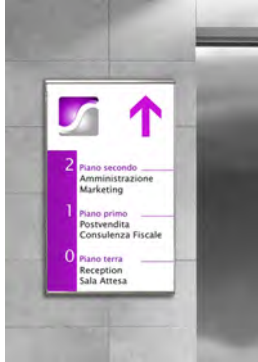 2 Piano secondo
Amministrazione
Marketing
1 Piano primo
Postvendita
Consulenza Fiscale
0 Piano terra
Reception
Sala Attesa